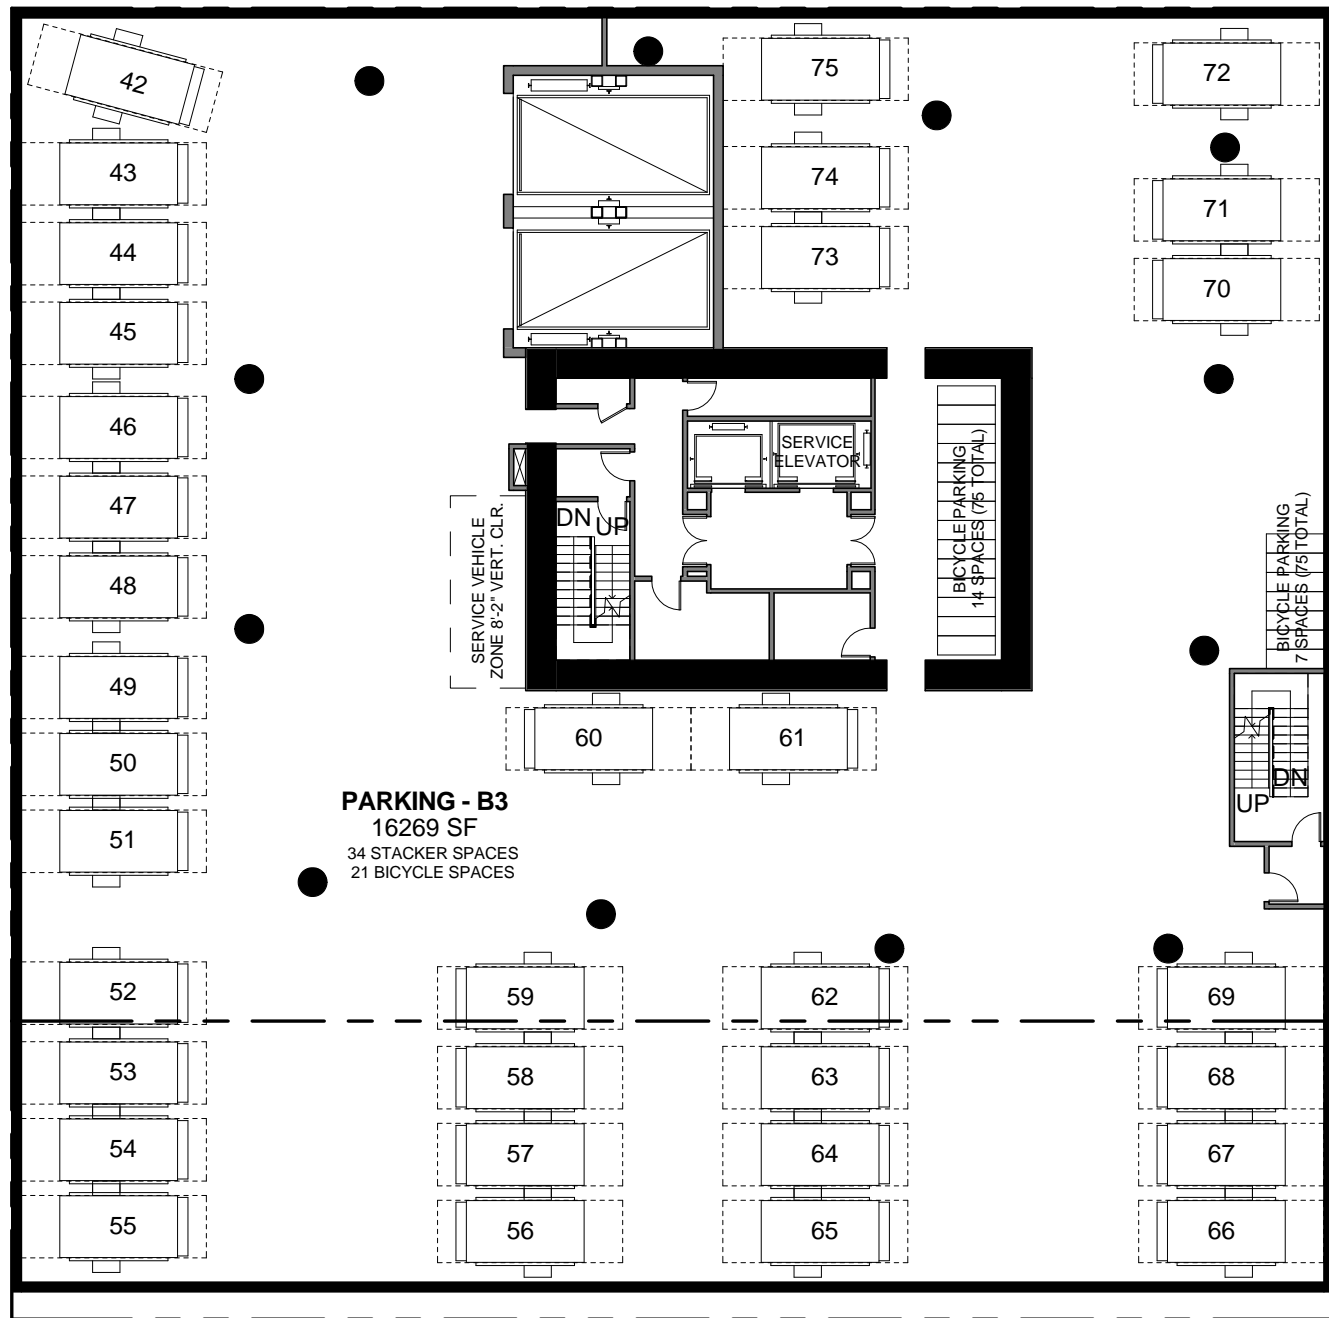 42
75
72
43
74
71
44
73
70
45
46
47
48
SERVICE
ELEVATOR
BICYCLE PARKING
14 SPACES (75 TOTAL)
DN
UP
SERVICE VEHICLE
ZONE 8'-2" VERT. CLR.
BICYCLE PARKING
7 SPACES (75 TOTAL)
49
50
51
60
61
DN
UP
PARKING - B3
16269 SF
34 STACKER SPACES
21 BICYCLE SPACES
52
59
62
69
53
58
63
68
54
57
64
67
55
56
65
66